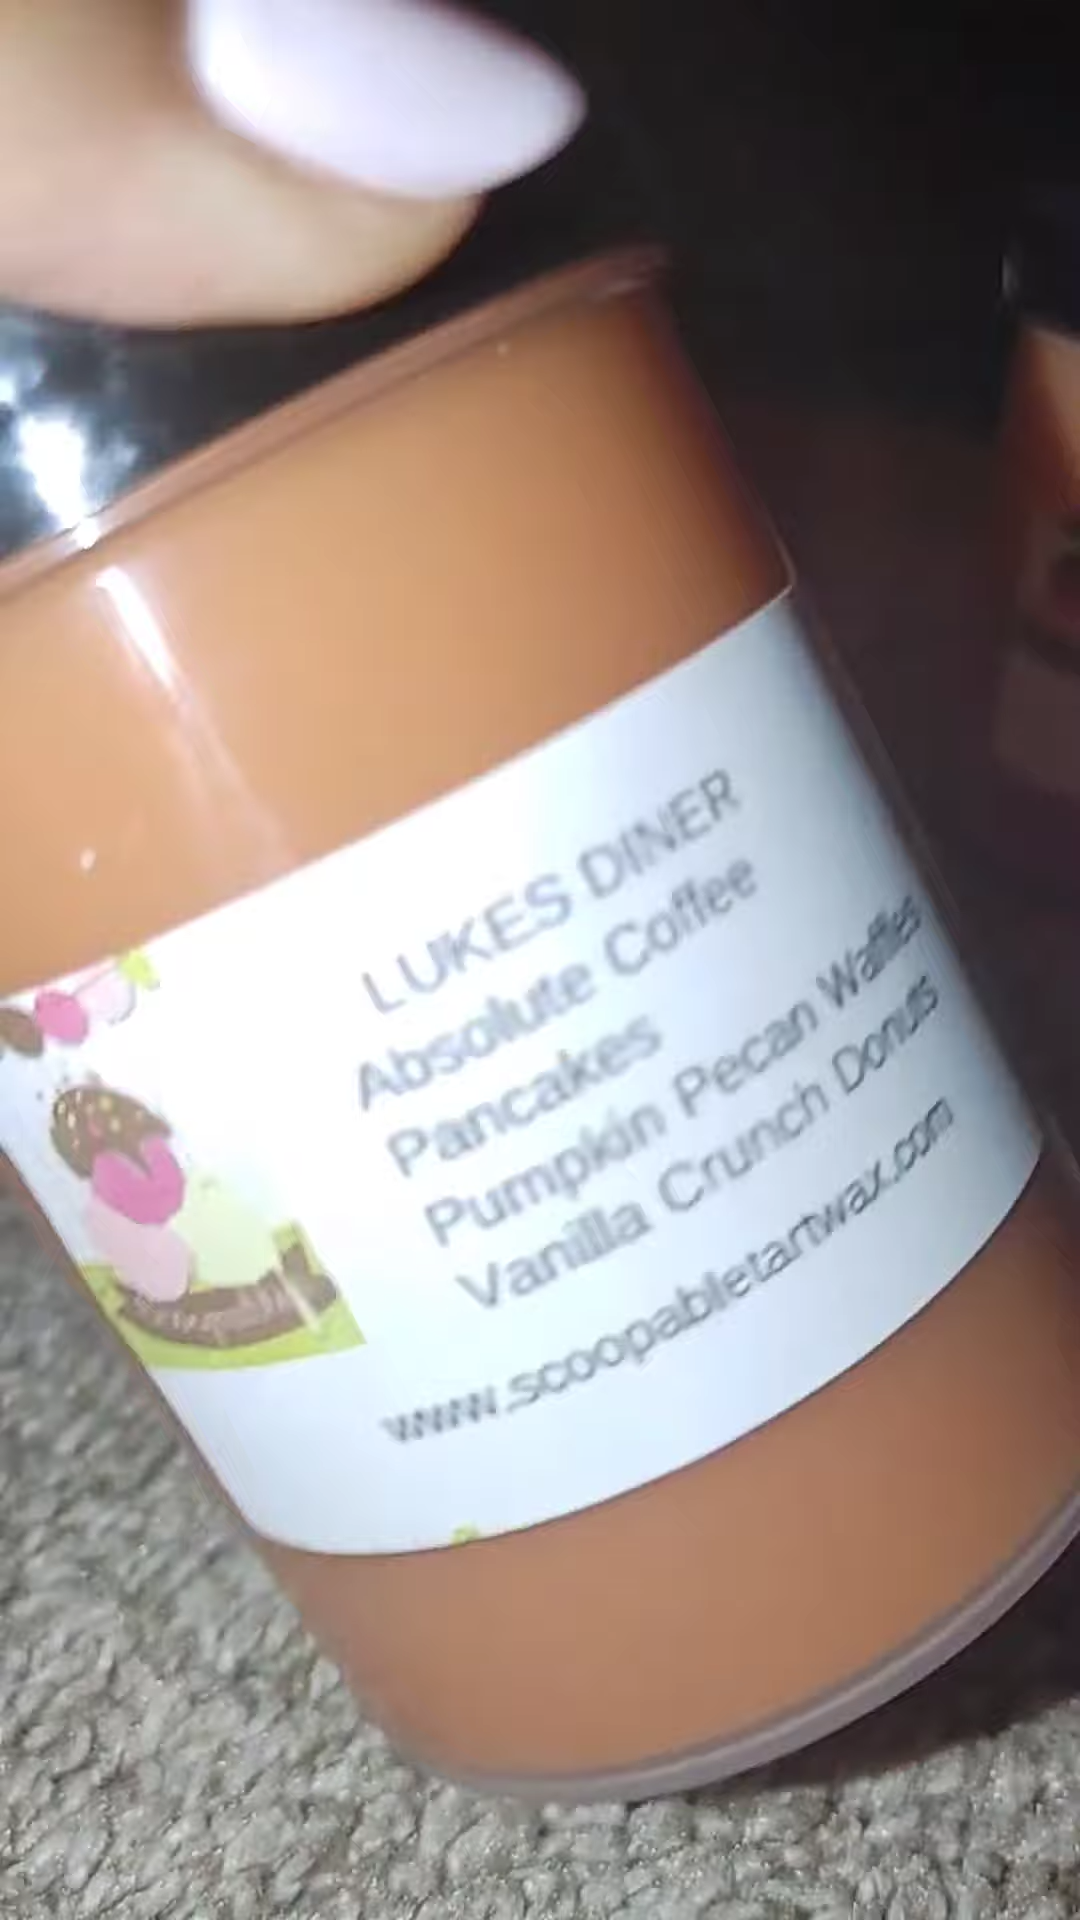 LUKES DINER
Absolute Coffee
Pancakes
Pumpkin Pecan Waffles
Vanilla Crunch Donuts
www.scoopabletartwax.com